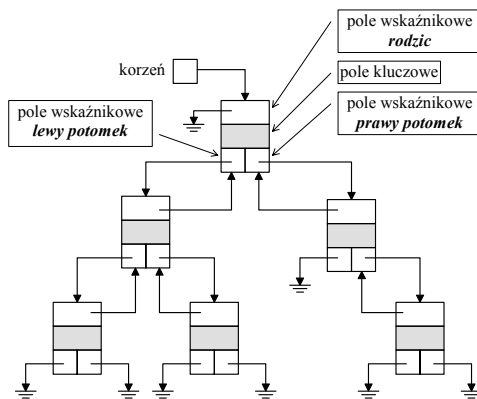 pole wskaźnikowe
rodzic
korzeń
pole kluczowe
pole wskaźnikowe
lewy potomek
pole wskaźnikowe
prawy potomek